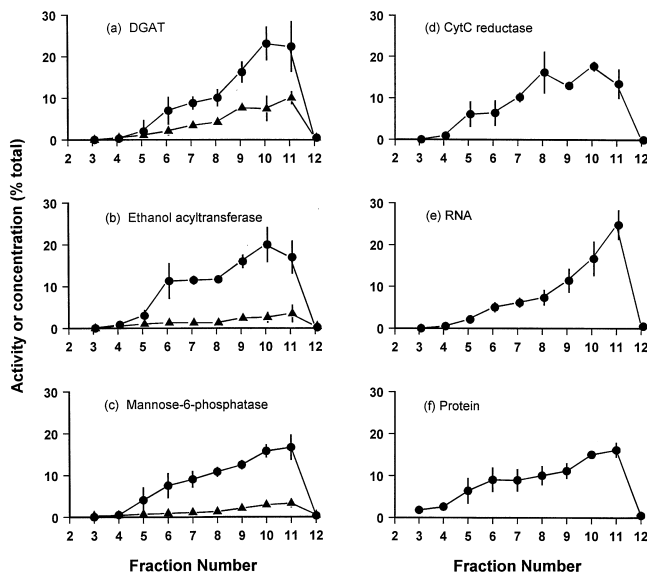 Activity or concentration (% total)
(a) DGAT
30
20
10
0
2 3 4 5 6 7 8 9 10 11 12
(b) Ethanol acyltransferase
30
20
10
0
2 3 4 5 6 7 8 9 10 11 12
(c) Mannose-6-phosphatase
30
20
10
0
2 3 4 5 6 7 8 9 10 11 12
Fraction Number
(d) CytC reductase
30
20
10
0
2 3 4 5 6 7 8 9 10 11 12
(e) RNA
30
20
10
0
2 3 4 5 6 7 8 9 10 11 12
(f) Protein
30
20
10
0
2 3 4 5 6 7 8 9 10 11 12
Fraction Number